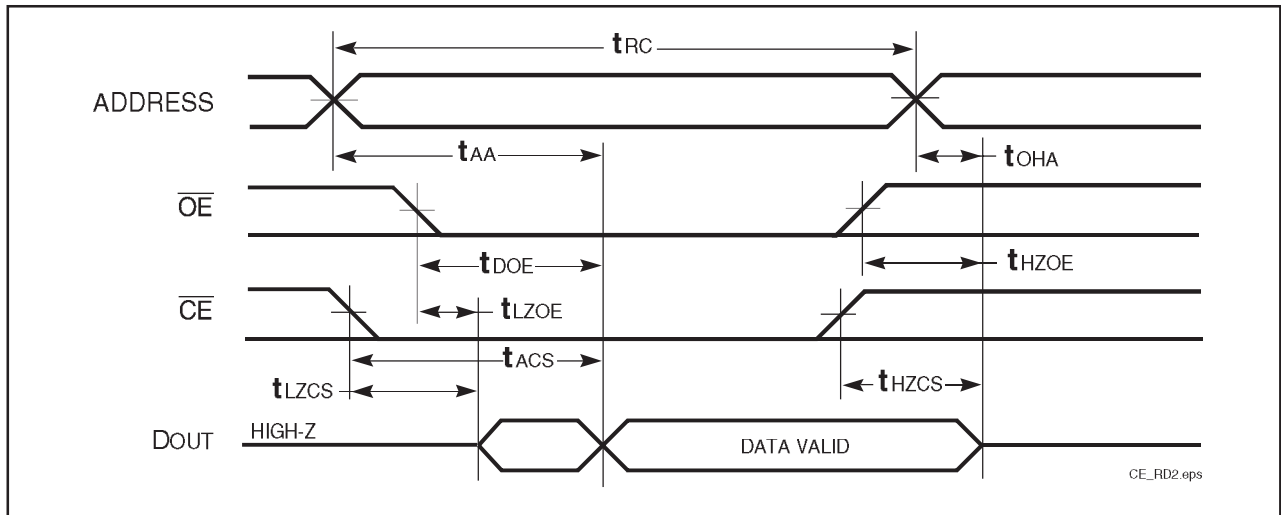 tRC
ADDRESS
tAA
tOHA
OE
tDOE
tHZOE
CE
tLZOE
tACS
tLZCS
tHZCS
DOUT
HIGH-Z
DATA VALID
CE_RD2.eps